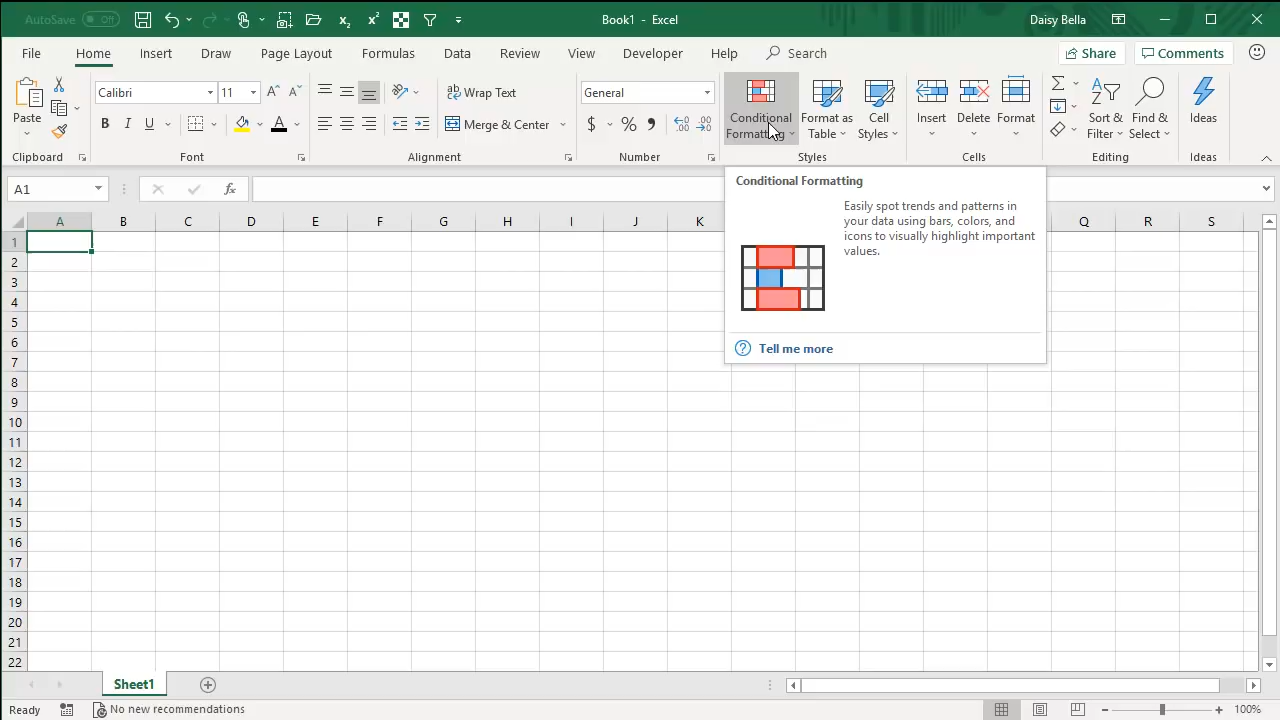 AutoSave Off
Book1 - Excel
Daisy Bella
File Home Insert Draw Page Layout Formulas Data Review View Developer Help Search Share Comments
Calibri 11 A^ A˅ Wrap Text General
Paste B I U A Merge & Center $ % ,
Conditional Formatting
Format as Table
Cell Styles
Insert Delete Format
Sort & Filter
Find & Select
Ideas
Clipboard Font Alignment Number Styles Cells Editing Ideas
A1 fx
Conditional Formatting
Easily spot trends and patterns in
your data using bars, colors, and
icons to visually highlight important
values.
Tell me more
A B C D E F G H I J K Q R S
1
2
3
4
5
6
7
8
9
10
11
12
13
14
15
16
17
18
19
20
21
22
Sheet1
Ready No new recommendations 100%